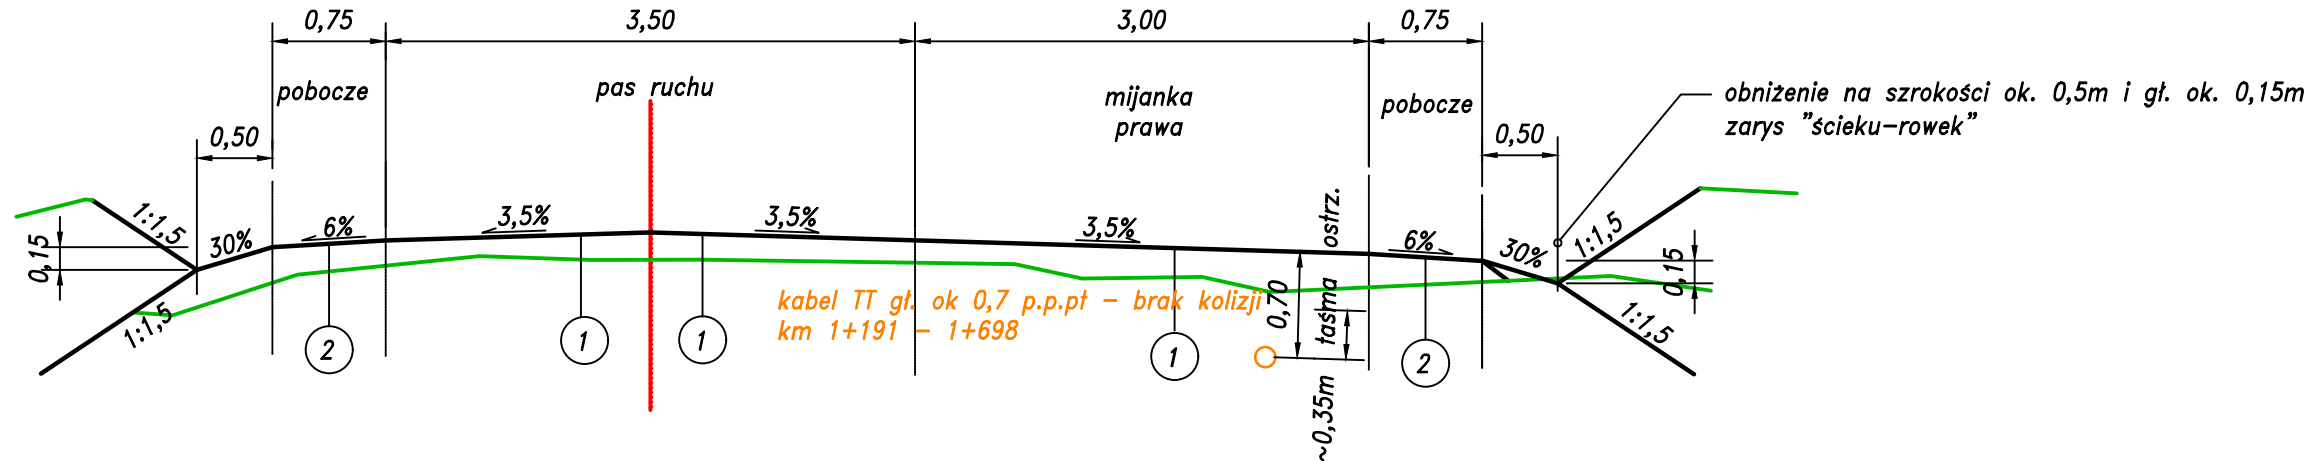 0,75
3,50
3,00
0,75
pobocze
pas ruchu
mijanka
prawa
pobocze
obniżenie na szrokości ok. 0,5m i gł. ok. 0,15m
zarys "ścieku-rowek"
0,50
0,50
1:1,5
30%
6%
3,5%
3,5%
3,5%
ostrz.
taśma
6%
30%
1:1,5
0,15
0,15
1:1,5
1:1,5
kabel TT gł. ok 0,7 p.p.pt - brak kolizji
km 1+191 - 1+698
0,70
~0,35m
2
1
1
1
2